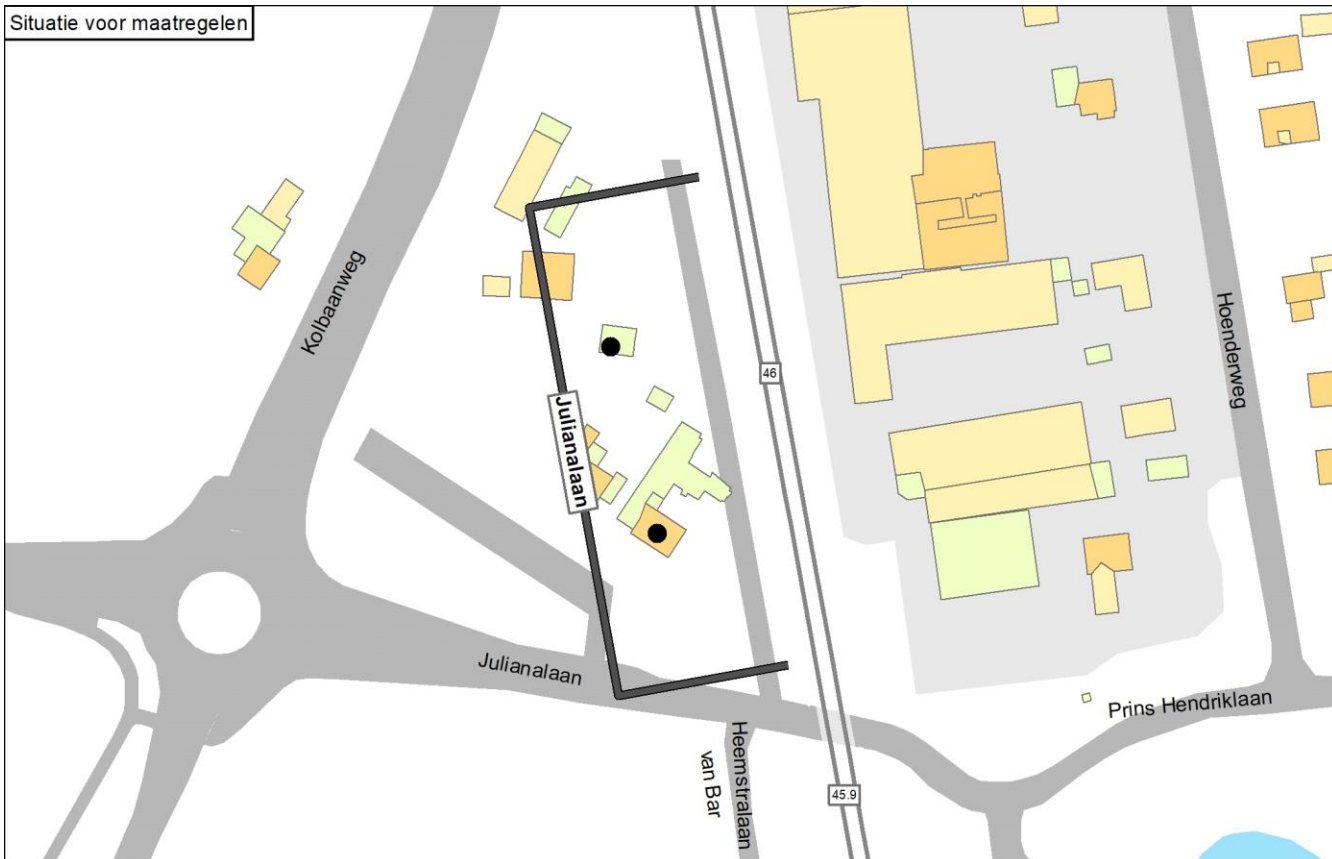 Situatie voor maatregelen
Kolbaanweg
46
Hoenderweg
Julianalaan
Julianalaan
Prins Hendriklaan
Heemstralaan
van Bar
45.9